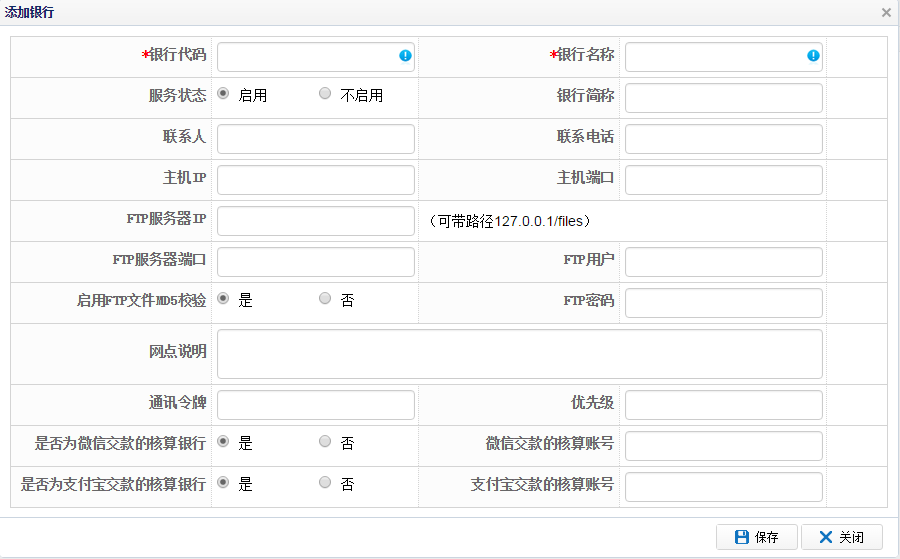 添加银行
*银行代码 *银行名称
服务状态 启用 不启用 银行简称
联系人 联系电话
主机IP 主机端口
FTP服务器IP （可带路径127.0.0.1/files）
FTP服务器端口 FTP用户
启用FTP文件MD5校验 是 否 FTP密码
网点说明
通讯令牌 优先级
是否为微信交款的核算银行 是 否 微信交款的核算账号
是否为支付宝交款的核算银行 是 否 支付宝交款的核算账号
保存 关闭